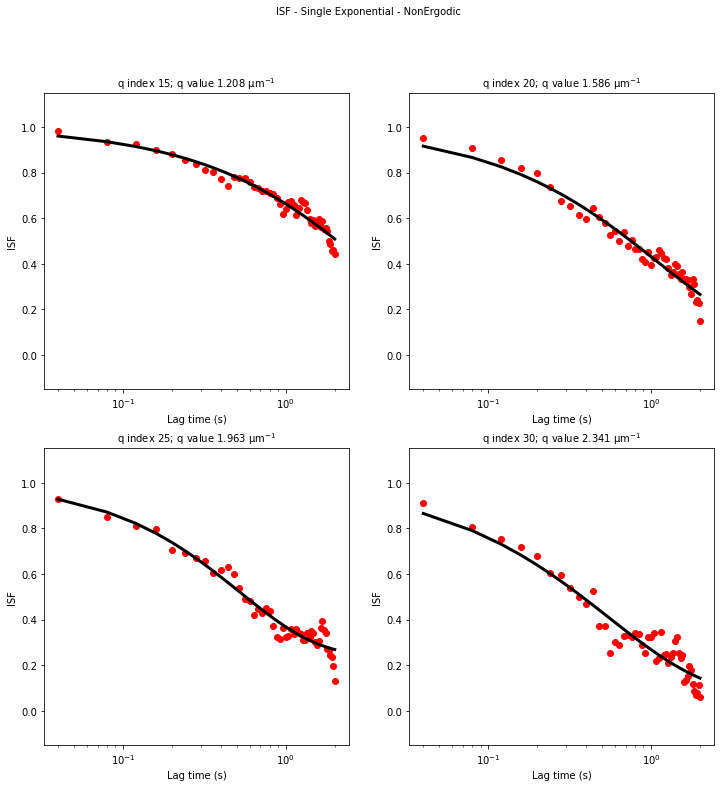 ISF - Single Exponential - NonErgodic
q index 15; q value 1.208 μm⁻¹
1.0
0.8
0.6
0.4
0.2
0.0
ISF
10⁻¹
10⁰
Lag time (s)
q index 20; q value 1.586 μm⁻¹
1.0
0.8
0.6
0.4
0.2
0.0
ISF
10⁻¹
10⁰
Lag time (s)
q index 25; q value 1.963 μm⁻¹
1.0
0.8
0.6
0.4
0.2
0.0
ISF
10⁻¹
10⁰
Lag time (s)
q index 30; q value 2.341 μm⁻¹
1.0
0.8
0.6
0.4
0.2
0.0
ISF
10⁻¹
10⁰
Lag time (s)